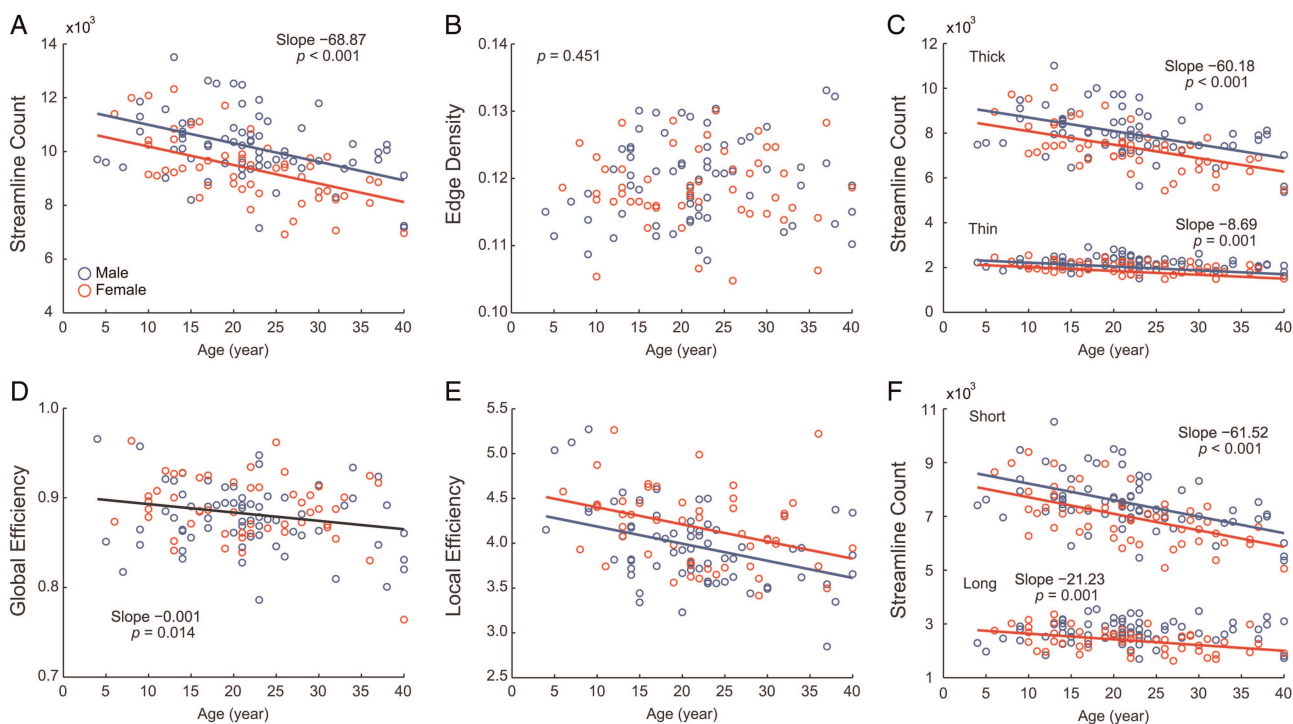 A
×10³
14
12
10
8
6
4
Streamline Count
Slope −68.87
p < 0.001
Male
Female
0 5 10 15 20 25 30 35 40
Age (year)
B
0.14
0.13
0.12
0.11
0.10
Edge Density
p = 0.451
0 5 10 15 20 25 30 35 40
Age (year)
C
×10³
12
10
8
6
4
2
0
Streamline Count
Thick
Slope −60.18
p < 0.001
Thin
Slope −8.69
p = 0.001
0 5 10 15 20 25 30 35 40
Age (year)
D
1.0
0.9
0.8
0.7
Global Efficiency
Slope −0.001
p = 0.014
0 5 10 15 20 25 30 35 40
Age (year)
E
5.5
5.0
4.5
4.0
3.5
3.0
2.5
Local Efficiency
0 5 10 15 20 25 30 35 40
Age (year)
F
×10³
11
9
7
5
3
1
Streamline Count
Short
Slope −61.52
p < 0.001
Long
Slope −21.23
p = 0.001
0 5 10 15 20 25 30 35 40
Age (year)